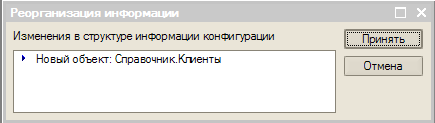 Реорганизация информации
Изменения в структуре информации конфигурации
Принять
Новый объект: Справочник.Клиенты
Отмена